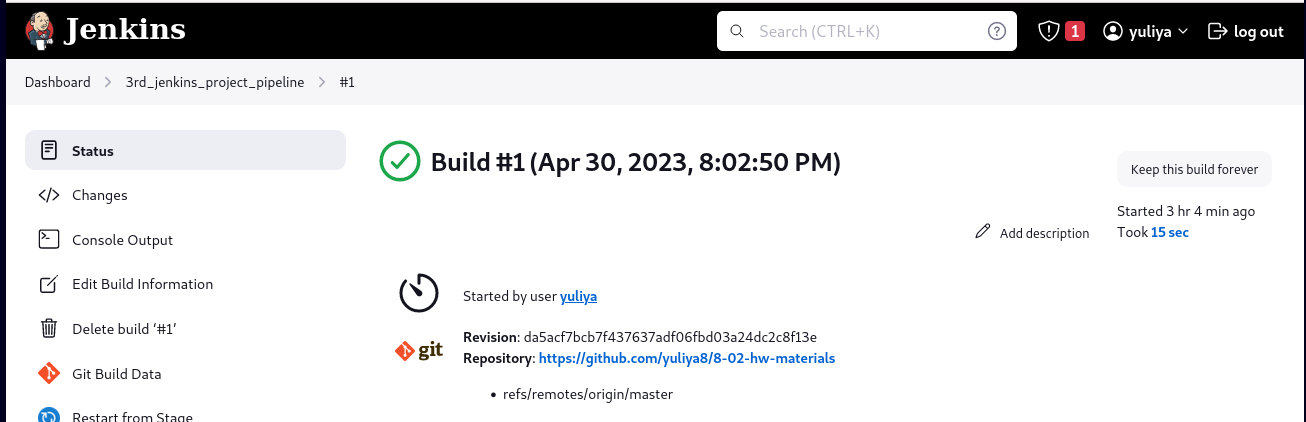 Jenkins
Search (CTRL+K)
?
1
yuliya
log out
Dashboard
3rd_jenkins_project_pipeline
#1
Status
Changes
Console Output
Edit Build Information
Delete build ‘#1’
Git Build Data
Restart from Stage
Build #1 (Apr 30, 2023, 8:02:50 PM)
Keep this build forever
Started 3 hr 4 min ago
Took 15 sec
Add description
Started by user yuliya
git
Revision: da5acf7bcb7f437637adf06fbd03a24dc2c8f13e
Repository: https://github.com/yuliya8/8-02-hw-materials
• refs/remotes/origin/master